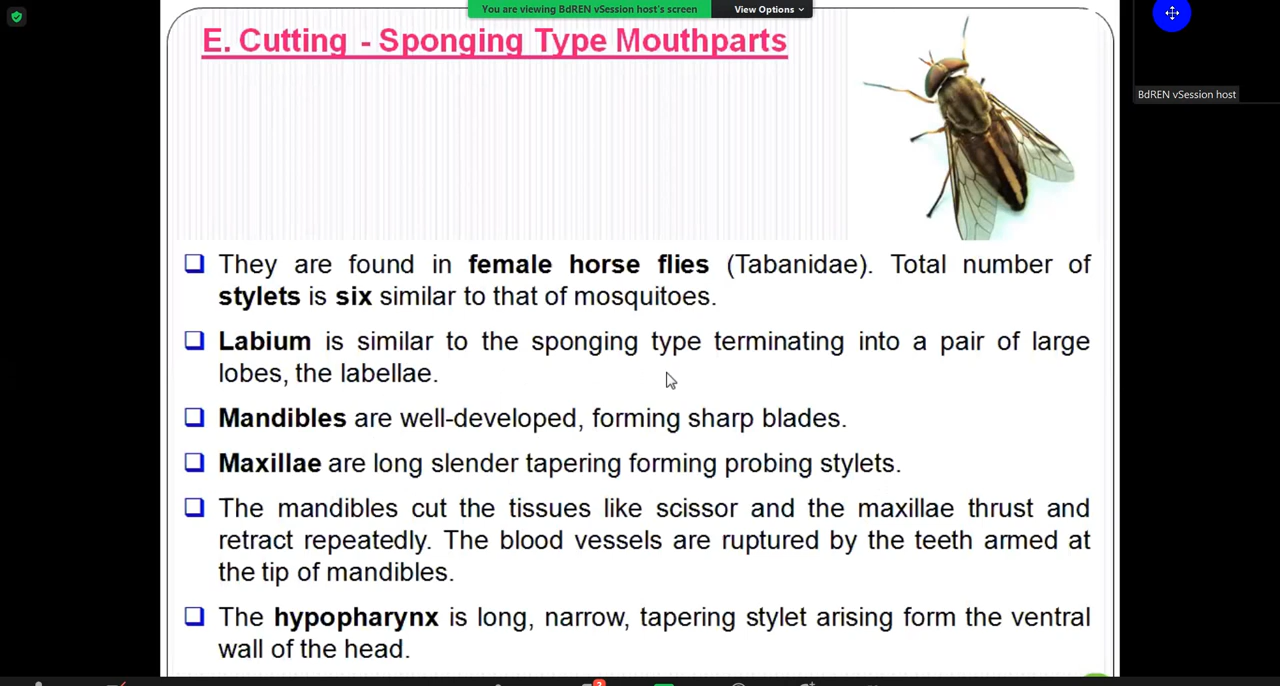 You are viewing BdREN vSession host's screen
View Options
BdREN vSession host
E. Cutting - Sponging Type Mouthparts
They are found in female horse flies (Tabanidae). Total number of
stylets is six similar to that of mosquitoes.
Labium is similar to the sponging type terminating into a pair of large
lobes, the labellae.
Mandibles are well-developed, forming sharp blades.
Maxillae are long slender tapering forming probing stylets.
The mandibles cut the tissues like scissor and the maxillae thrust and
retract repeatedly. The blood vessels are ruptured by the teeth armed at
the tip of mandibles.
The hypopharynx is long, narrow, tapering stylet arising form the ventral
wall of the head.